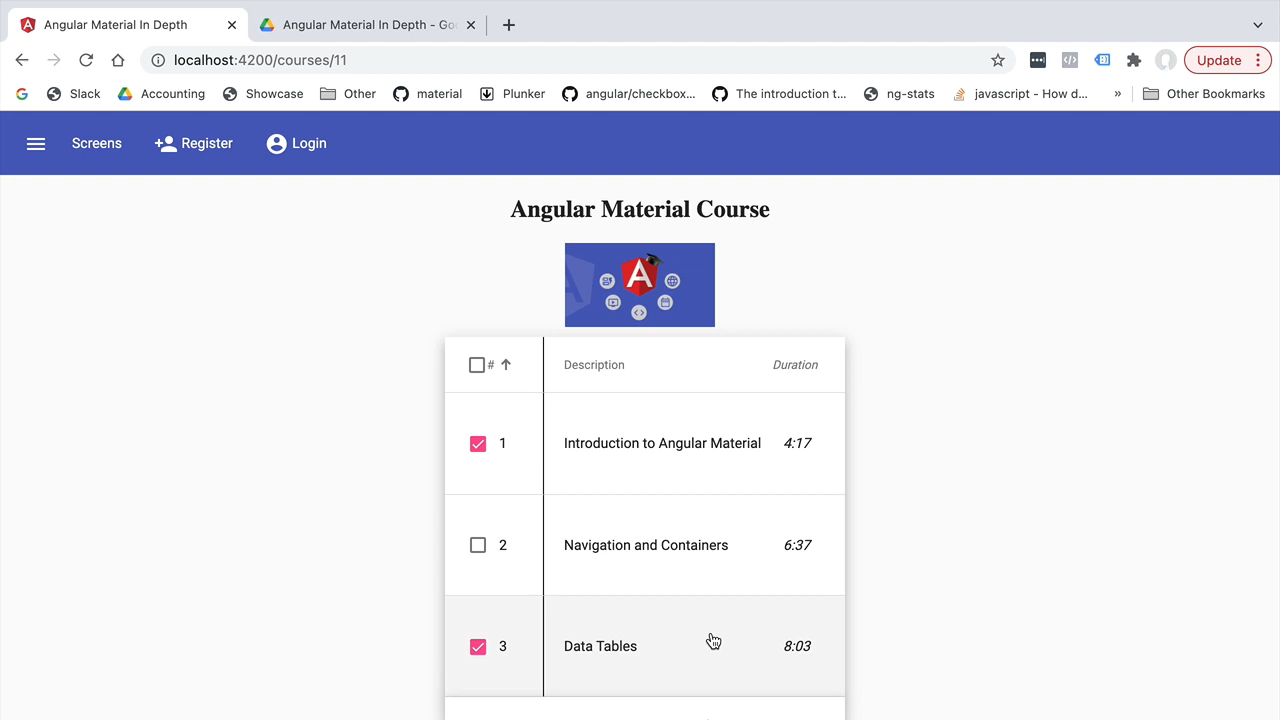 Angular Material In Depth
Angular Material In Depth - Goo
localhost:4200/courses/11
Update
Slack
Accounting
Showcase
Other
material
Plunker
angular/checkbox...
The introduction t...
ng-stats
javascript - How d...
»
Other Bookmarks
Screens
Register
Login
Angular Material Course
# Description Duration
1 Introduction to Angular Material 4:17
2 Navigation and Containers 6:37
3 Data Tables 8:03